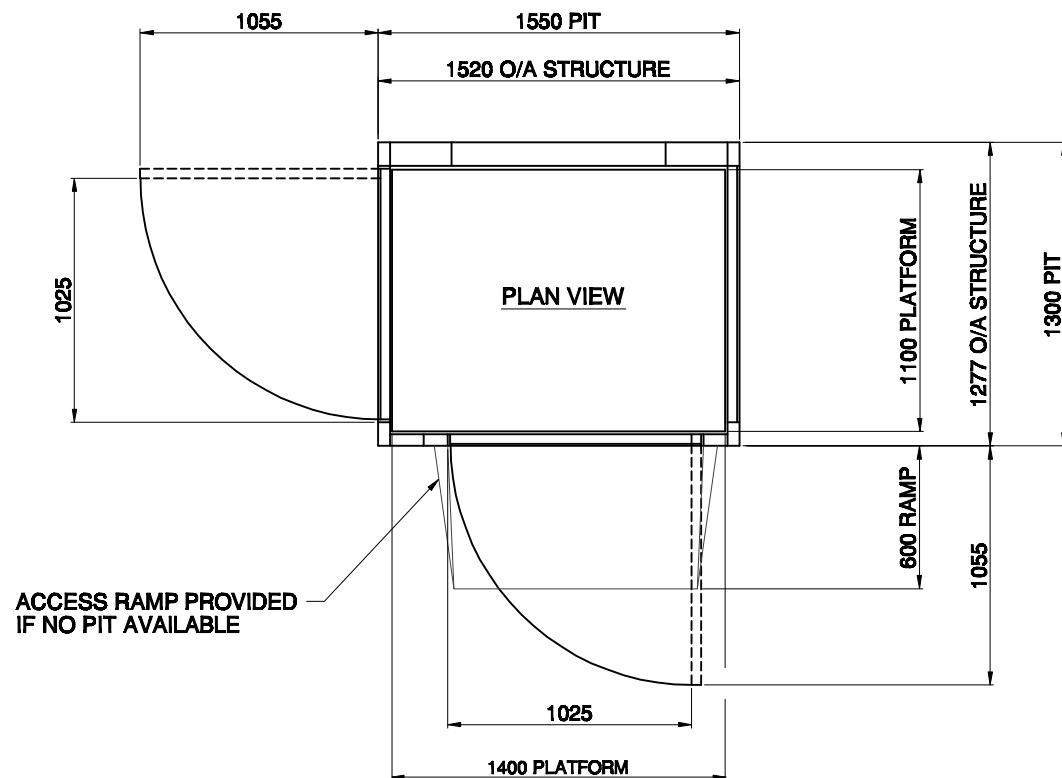 1055
1550 PIT
1520 O/A STRUCTURE
1025
PLAN VIEW
1100 PLATFORM
1277 O/A STRUCTURE
1300 PIT
600 RAMP
1055
ACCESS RAMP PROVIDED
IF NO PIT AVAILABLE
1025
1400 PLATFORM